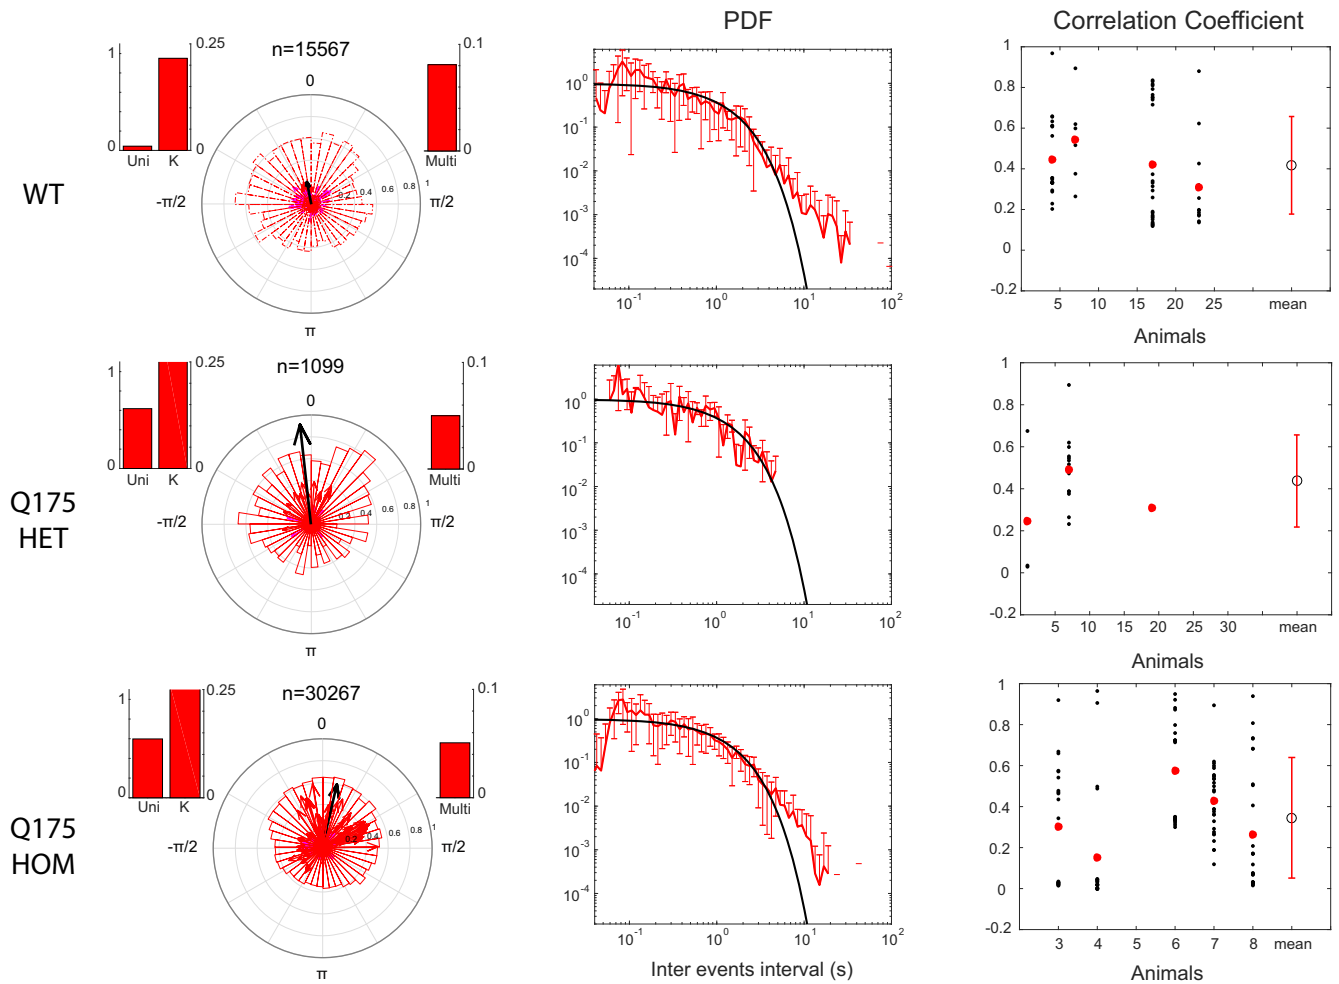 PDF
Correlation Coefficient
WT
1
0
Uni
K
0.25
0
n=15567
0
-π/2
π/2
π
0.2 0.4 0.6 0.8 1
0.1
0
Multi
10^0
10^-1
10^-2
10^-3
10^-4
10^-1 10^0 10^1 10^2
1
0.8
0.6
0.4
0.2
0
-0.2
5 10 15 20 25 mean
Animals
Q175
HET
1
0
Uni
K
0.25
0
n=1099
0
-π/2
π/2
π
0.2 0.4 0.6 0.8 1
0.1
0
Multi
10^0
10^-1
10^-2
10^-3
10^-4
10^-1 10^0 10^1 10^2
1
0.8
0.6
0.4
0.2
0
-0.2
5 10 15 20 25 30 mean
Animals
Q175
HOM
1
0
Uni
K
0.25
0
n=30267
0
-π/2
π/2
π
0.2 0.4 0.6 0.8 1
0.1
0
Multi
10^0
10^-1
10^-2
10^-3
10^-4
10^-1 10^0 10^1 10^2
Inter events interval (s)
1
0.8
0.6
0.4
0.2
0
-0.2
3 4 5 6 7 8 mean
Animals